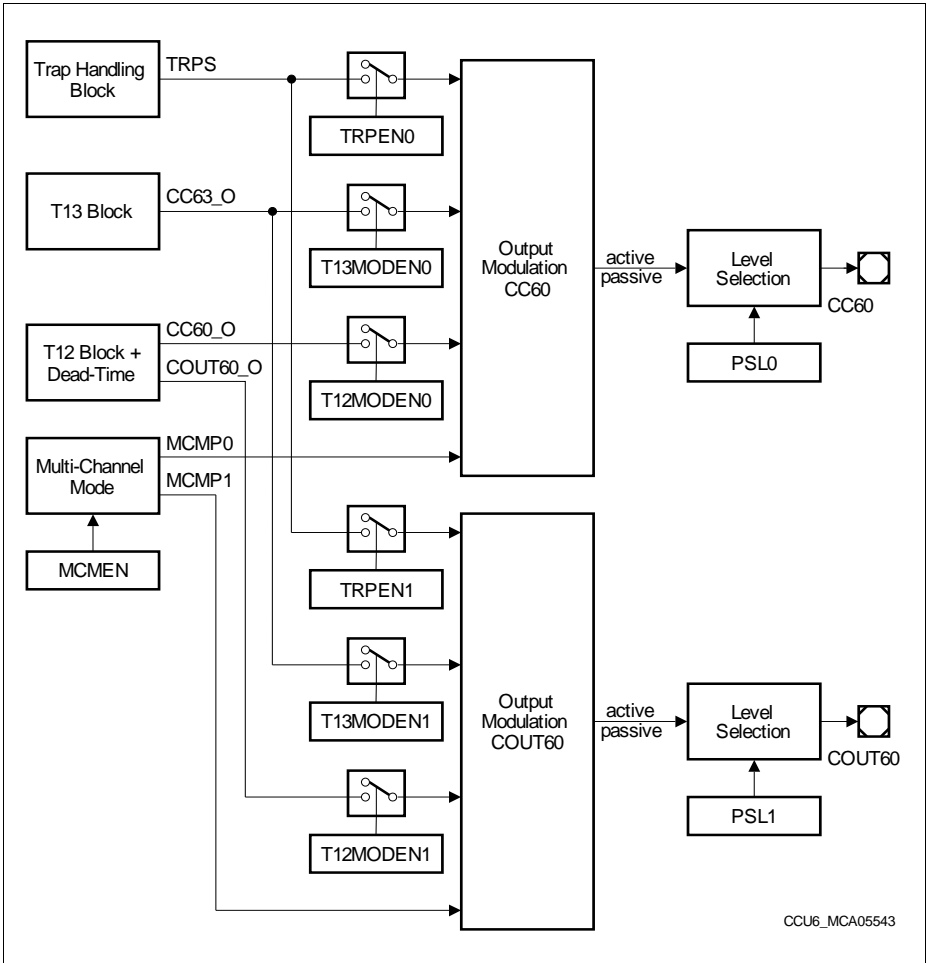 Trap Handling
Block
TRPS
TRPEN0
T13 Block
CC63_O
T13MODEN0
T12 Block +
Dead-Time
CC60_O
COUT60_O
T12MODEN0
Multi-Channel
Mode
MCMP0
MCMP1
MCMEN
Output
Modulation
CC60
active
passive
Level
Selection
CC60
PSL0
TRPEN1
T13MODEN1
T12MODEN1
Output
Modulation
COUT60
active
passive
Level
Selection
COUT60
PSL1
CCU6_MCA05543